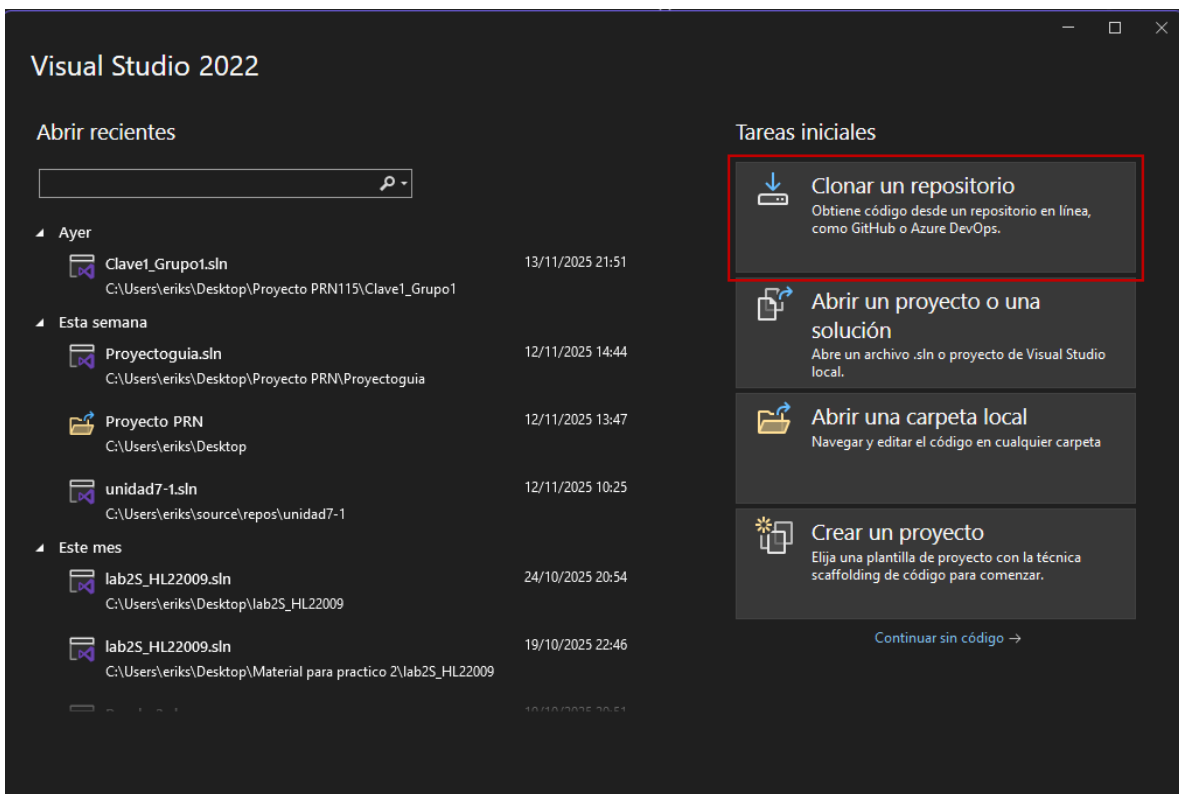 Visual Studio 2022
Abrir recientes
Ayer
Clave1_Grupo1.sln 13/11/2025 21:51
C:\Users\eriks\Desktop\Proyecto PRN115\Clave1_Grupo1
Esta semana
Proyectoguia.sln 12/11/2025 14:44
C:\Users\eriks\Desktop\Proyecto PRN\Proyectoguia
Proyecto PRN 12/11/2025 13:47
C:\Users\eriks\Desktop
unidad7-1.sln 12/11/2025 10:25
C:\Users\eriks\source\repos\unidad7-1
Este mes
lab2S_HL22009.sln 24/10/2025 20:54
C:\Users\eriks\Desktop\lab2S_HL22009
lab2S_HL22009.sln 19/10/2025 22:46
C:\Users\eriks\Desktop\Material para practico 2\lab2S_HL22009
Tareas iniciales
Clonar un repositorio
Obtiene código desde un repositorio en línea,
como GitHub o Azure DevOps.
Abrir un proyecto o una
solución
Abre un archivo .sln o proyecto de Visual Studio
local.
Abrir una carpeta local
Navegar y editar el código en cualquier carpeta
Crear un proyecto
Elija una plantilla de proyecto con la técnica
scaffolding de código para comenzar.
Continuar sin código →